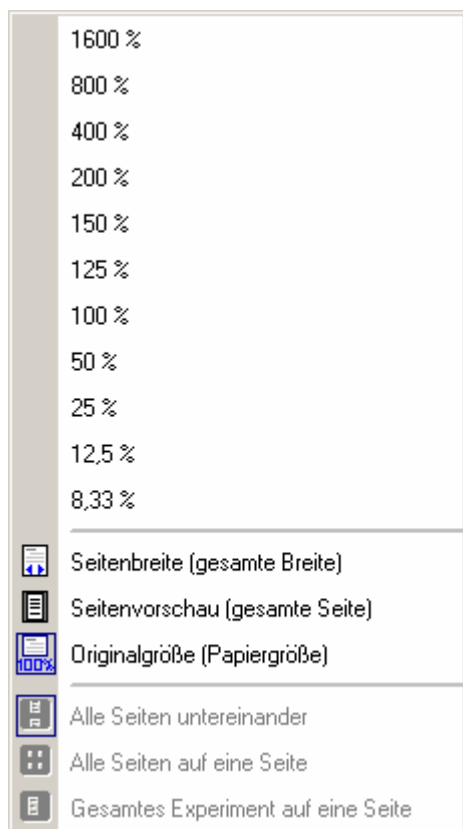 1600 %
800 %
400 %
200 %
150 %
125 %
100 %
50 %
25 %
12,5 %
8,33 %
Seitenbreite (gesamte Breite)
Seitenvorschau (gesamte Seite)
100% Originalgröße (Papiergröße)
Alle Seiten untereinander
Alle Seiten auf eine Seite
Gesamtes Experiment auf eine Seite